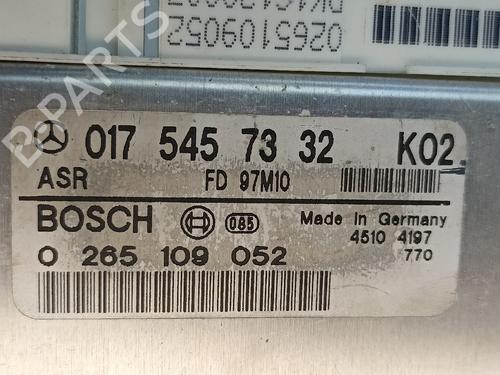 0265109052
B-PARTS
017 545 73 32 K02
ASR FD 97M10
BOSCH 085 Made in Germany
0 265 109 052 4510 4197
770